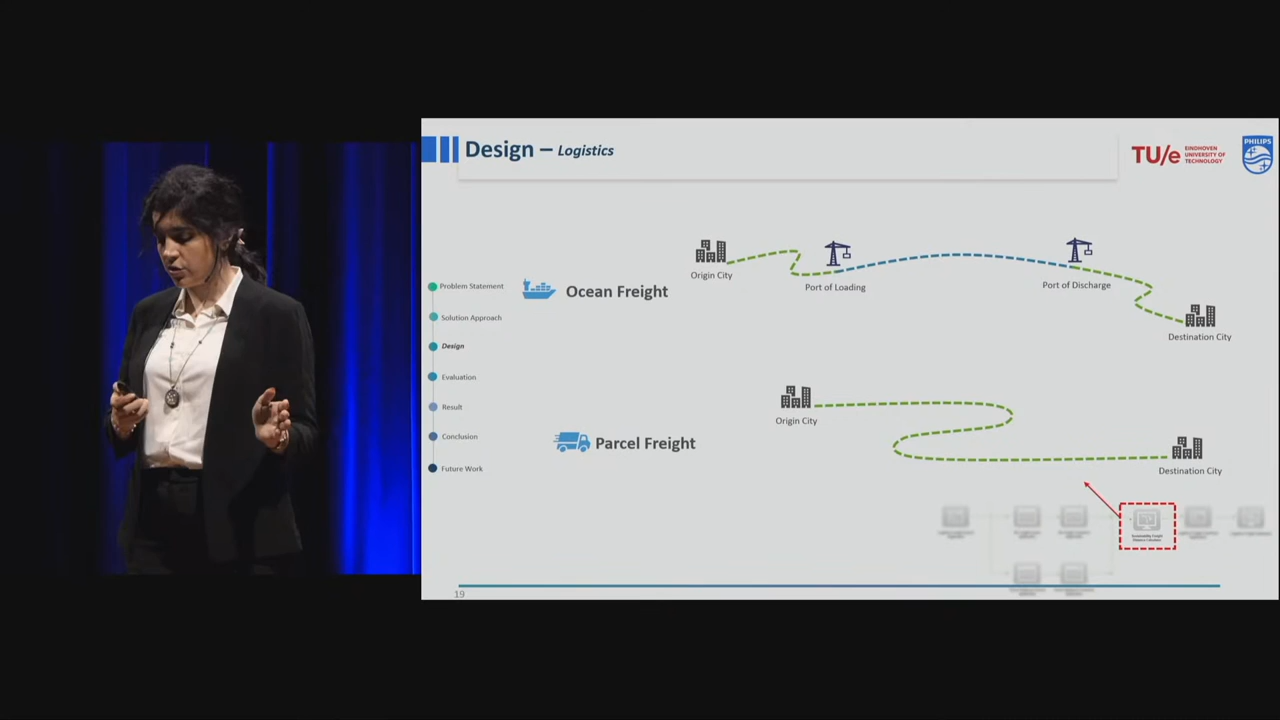 Design – Logistics
TU/e EINDHOVEN
UNIVERSITY OF
TECHNOLOGY
PHILIPS
Origin City
Port of Loading
Port of Discharge
Destination City
Ocean Freight
Problem Statement
Solution Approach
Design
Evaluation
Result
Conclusion
Future Work
Origin City
Parcel Freight
Destination City
19